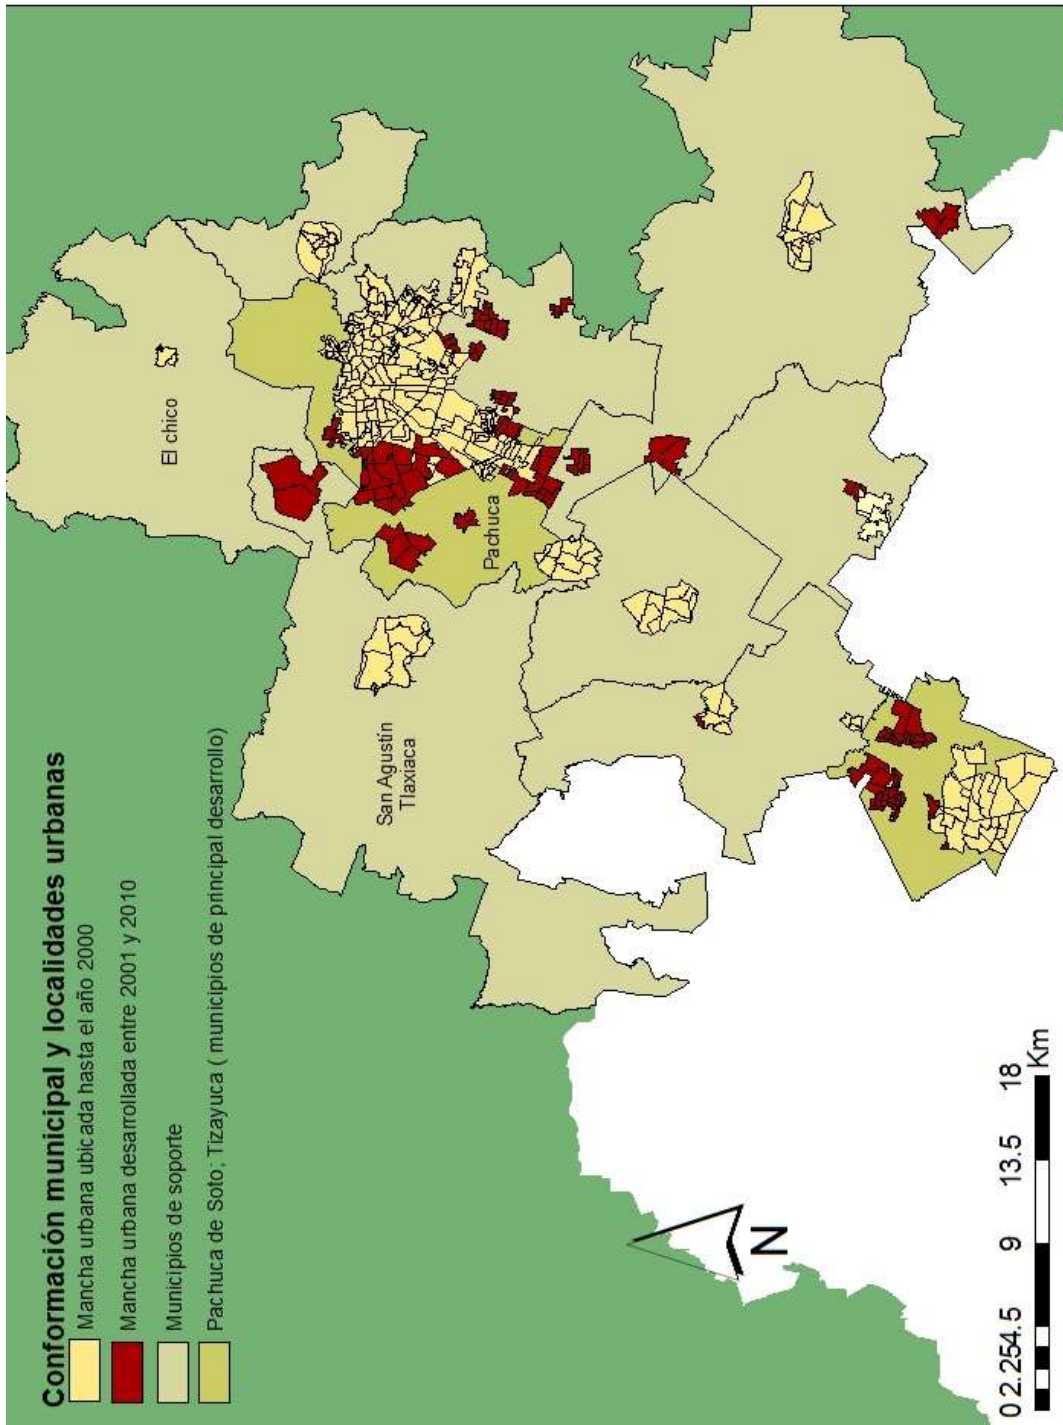 Conformación municipal y localidades urbanas
Mancha urbana ubicada hasta el año 2000
Mancha urbana desarrollada entre 2001 y 2010
Municipios de soporte
Pachuca de Soto; Tizayuca ( municipios de principal desarrollo)
El chico
San Agustín
Tlaxiaca
Pachuca
N
0 2.254.5 9 13.5 18
Km